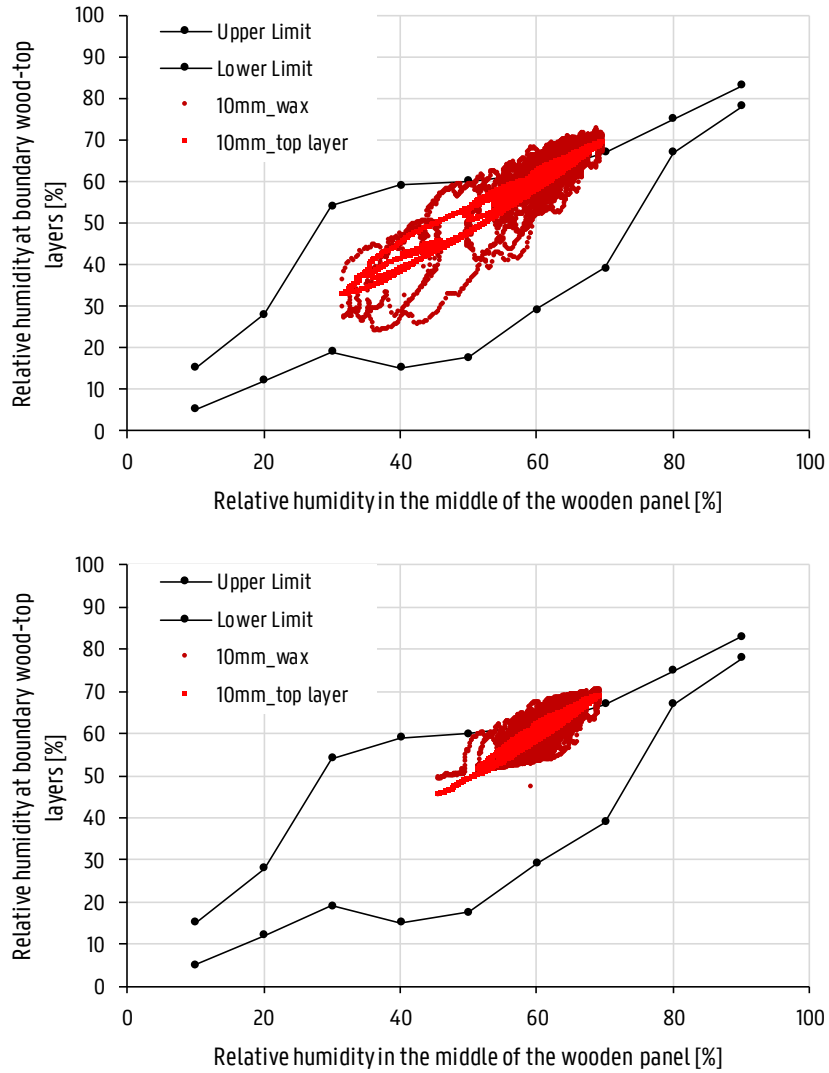 100
90
80
70
60
50
40
30
20
10
0
Relative humidity at boundary wood-top
layers [%]
Upper Limit
Lower Limit
10mm_wax
10mm_top layer
0 20 40 60 80 100
Relative humidity in the middle of the wooden panel [%]
100
90
80
70
60
50
40
30
20
10
0
Relative humidity at boundary wood-top
layers [%]
Upper Limit
Lower Limit
10mm_wax
10mm_top layer
0 20 40 60 80 100
Relative humidity in the middle of the wooden panel [%]